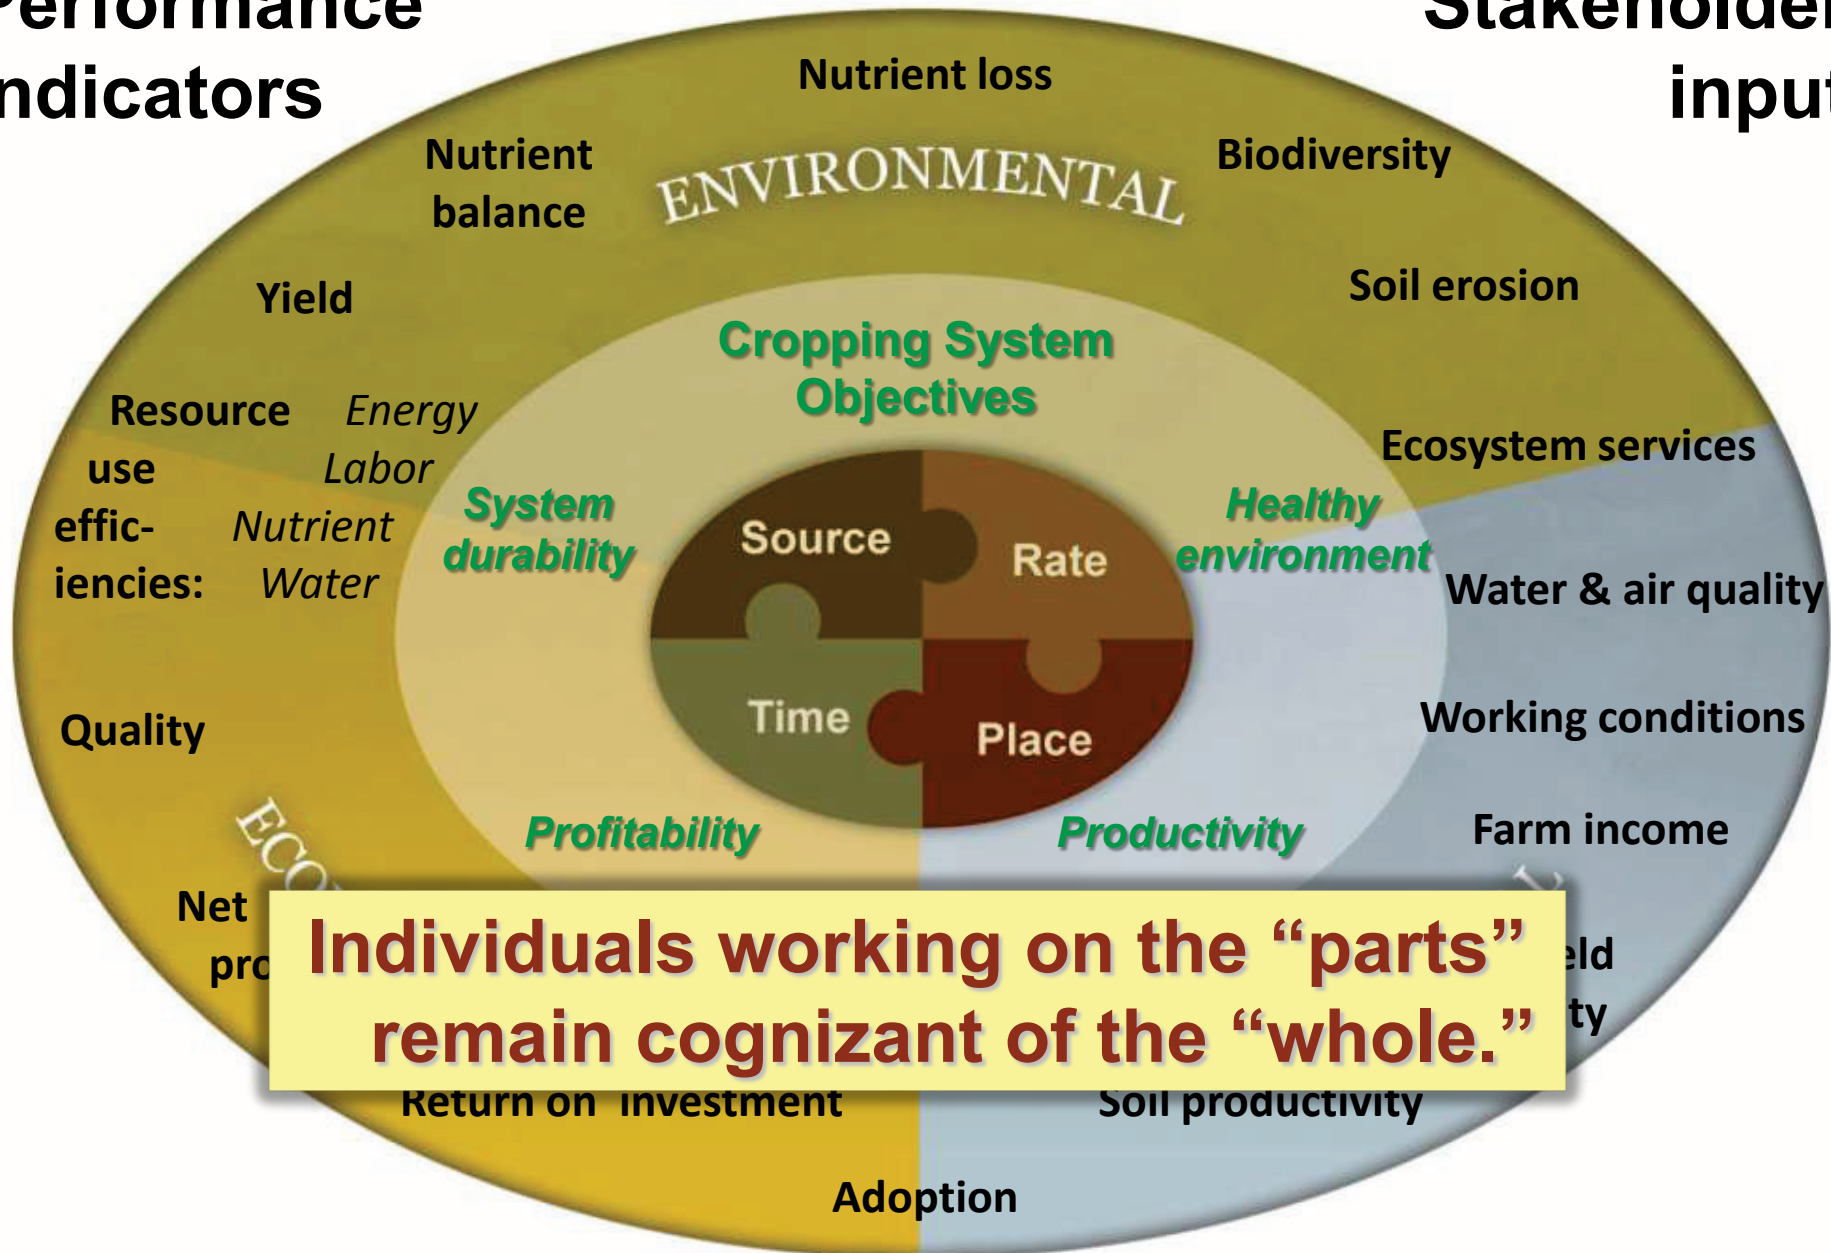 Performance
Indicators
Stakeholder
input
Nutrient loss
Nutrient
balance
ENVIRONMENTAL
Biodiversity
Yield
Soil erosion
Cropping System
Objectives
Resource Energy
use Labor
effic- Nutrient
iencies: Water
Ecosystem services
System
durability
Healthy
environment
Source
Rate
Water & air quality
Time
Place
Quality
Working conditions
Profitability
Productivity
Farm income
Net
Individuals working on the “parts”
remain cognizant of the “whole.”
Return on investment
Soil productivity
Adoption